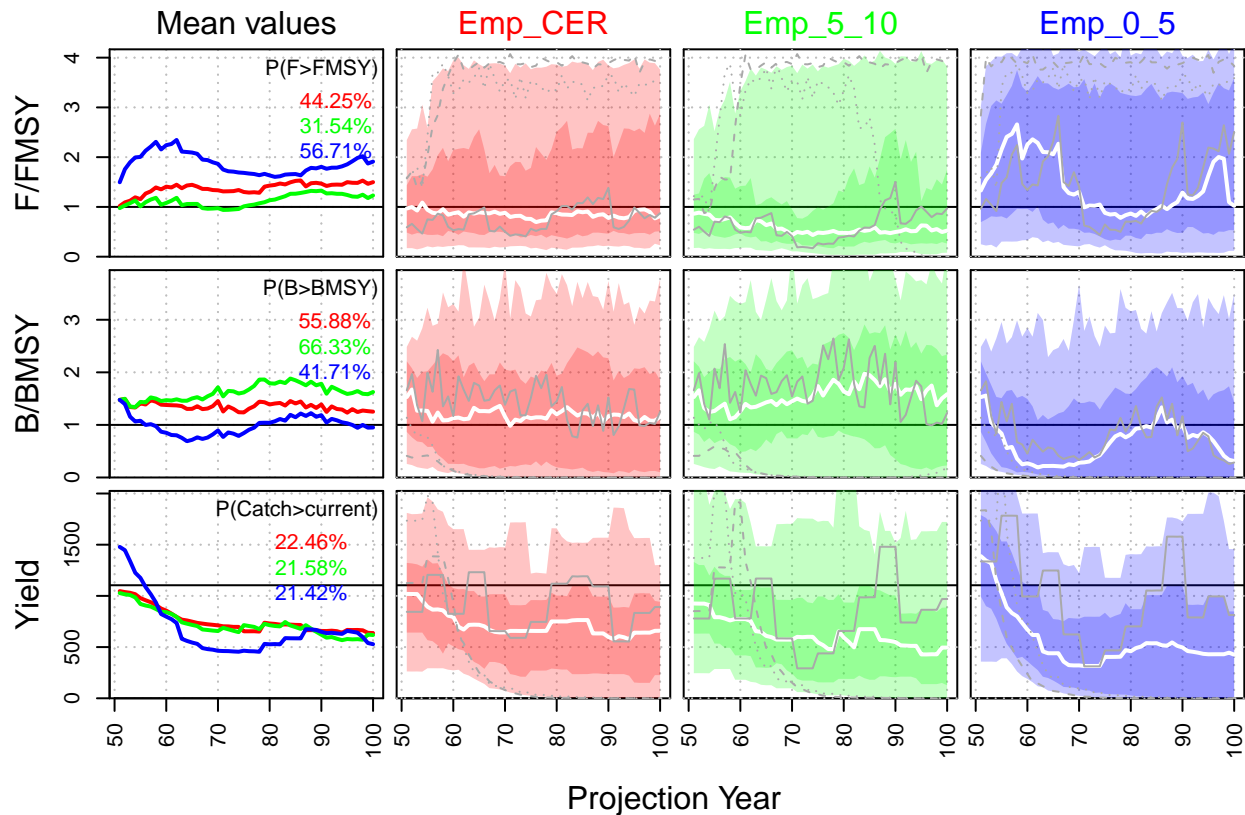 Mean values
Emp_CER
Emp_5_10
Emp_0_5
F/FMSY
4
3
2
1
0
P(F>FMSY)
44.25%
31.54%
56.71%
B/BMSY
3
2
1
0
P(B>BMSY)
55.88%
66.33%
41.71%
Yield
1500
500
0
P(Catch>current)
22.46%
21.58%
21.42%
50 60 70 80 90 100
50 60 70 80 90 100
50 60 70 80 90 100
50 60 70 80 90 100
Projection Year